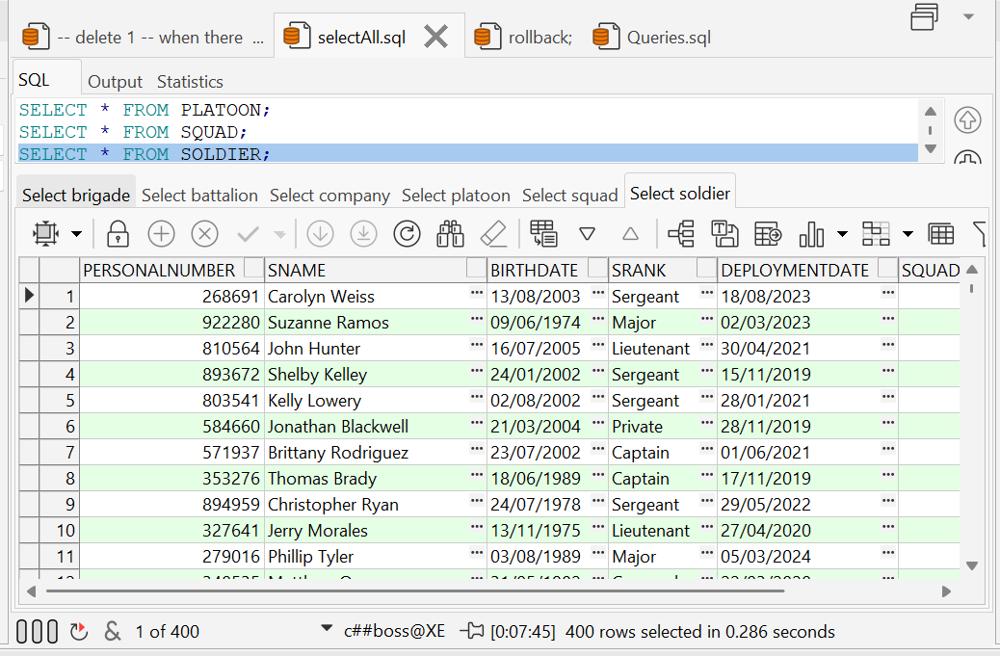 -- delete 1 -- when there ... selectAll.sql rollback; Queries.sql
SQL Output Statistics
SELECT * FROM PLATOON;
SELECT * FROM SQUAD;
SELECT * FROM SOLDIER;
Select brigade Select battalion Select company Select platoon Select squad Select soldier
PERSONALNUMBER SNAME BIRTHDATE SRANK DEPLOYMENTDATE SQUAD
1 268691 Carolyn Weiss ... 13/08/2003 ... Sergeant ... 18/08/2023 ...
2 922280 Suzanne Ramos ... 09/06/1974 ... Major ... 02/03/2023 ...
3 810564 John Hunter ... 16/07/2005 ... Lieutenant ... 30/04/2021 ...
4 893672 Shelby Kelley ... 24/01/2002 ... Sergeant ... 15/11/2019 ...
5 803541 Kelly Lowery ... 02/08/2002 ... Sergeant ... 28/01/2021 ...
6 584660 Jonathan Blackwell ... 21/03/2004 ... Private ... 28/11/2019 ...
7 571937 Brittany Rodriguez ... 23/07/2002 ... Captain ... 01/06/2021 ...
8 353276 Thomas Brady ... 18/06/1989 ... Captain ... 17/11/2019 ...
9 894959 Christopher Ryan ... 24/07/1978 ... Sergeant ... 29/05/2022 ...
10 327641 Jerry Morales ... 13/11/1975 ... Lieutenant ... 27/04/2020 ...
11 279016 Phillip Tyler ... 03/08/1989 ... Major ... 05/03/2024 ...
& 1 of 400 c##boss@XE [0:07:45] 400 rows selected in 0.286 seconds